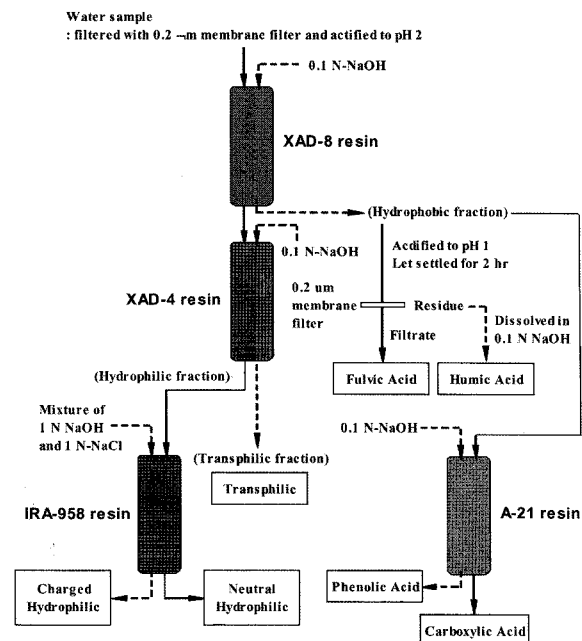 Water sample
: filtered with 0.2 ¬m membrane filter and actified to pH 2
0.1 N-NaOH
XAD-8 resin
(Hydrophobic fraction)
0.1 N-NaOH
Acdified to pH 1
Let settled for 2 hr
XAD-4 resin
0.2 um
membrane
filter
Residue
Filtrate
Dissolved in
0.1 N NaOH
(Hydrophilic fraction)
Fulvic Acid
Humic Acid
Mixture of
1 N NaOH
and 1 N-NaCl
0.1 N-NaOH
(Transphilic fraction)
Transphilic
IRA-958 resin
A-21 resin
Charged
Hydrophilic
Neutral
Hydrophilic
Phenolic Acid
Carboxylic Acid